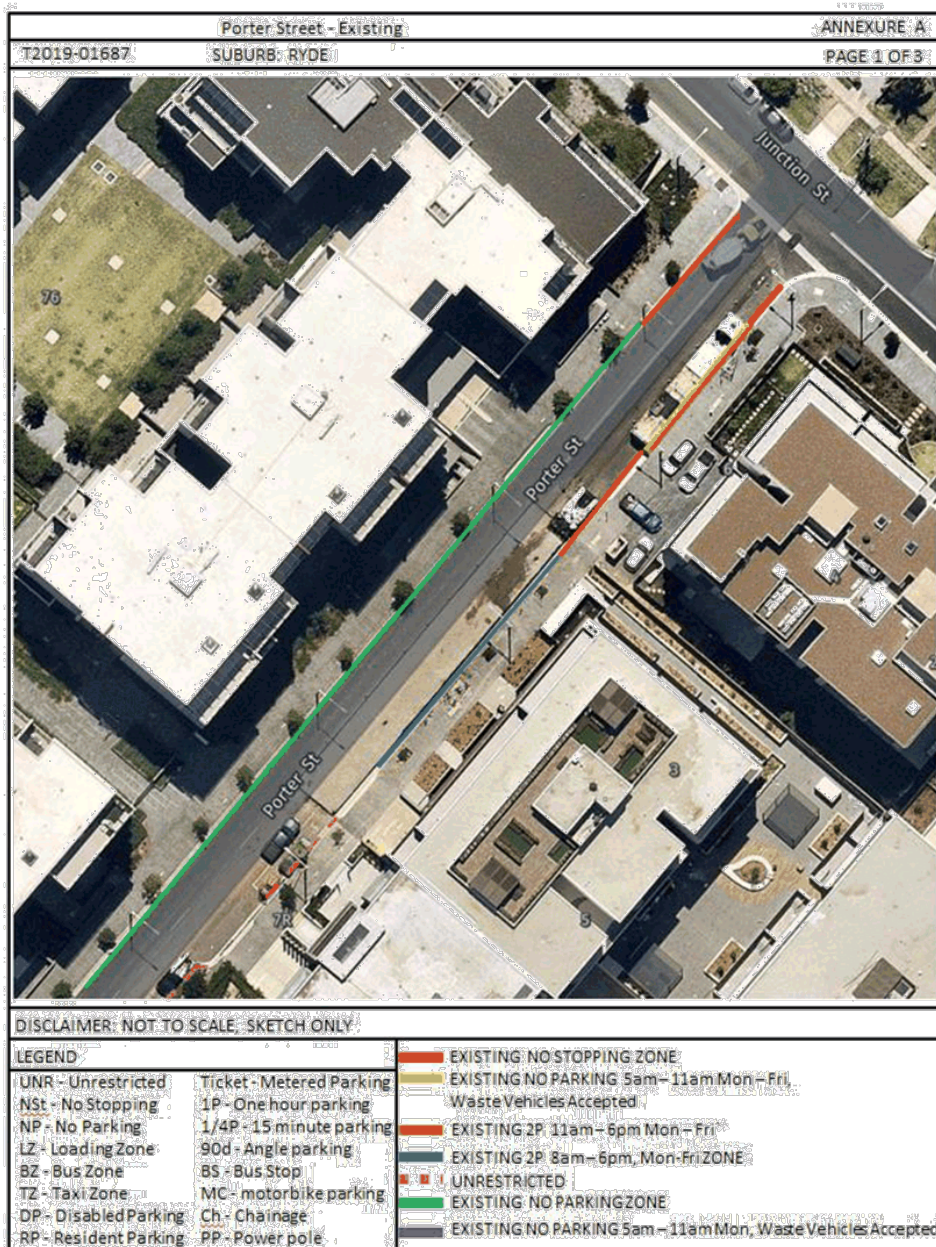 Porter Street - Existing
ANNEXURE A
T2019-01687
SUBURB: RYDE
PAGE 1 OF 3
Junction St
76
Porter St
6
3
Porter St
7R
5
DISCLAIMER: NOT TO SCALE, SKETCH ONLY
LEGEND
UNR - Unrestricted
NSt - No Stopping
NP - No Parking
LZ - Loading Zone
BZ - Bus Zone
TZ - Taxi Zone
DP - Disabled Parking
RP - Resident Parking
Ticket - Metered Parking
1P - One hour parking
1/4P - 15 minute parking
90d - Angle parking
BS - Bus Stop
MC - motorbike parking
Ch - Chainage
PP - Power pole
EXISTING NO STOPPING ZONE
EXISTING NO PARKING 5am – 11am Mon – Fri,
Waste Vehicles Accepted
EXISTING 2P 11am – 6pm Mon – Fri
EXISTING 2P 8am – 6pm, Mon-Fri ZONE
UNRESTRICTED
EXISTING NO PARKING ZONE
EXISTING NO PARKING 5am – 11am Mon, Waste Vehicles Accepted